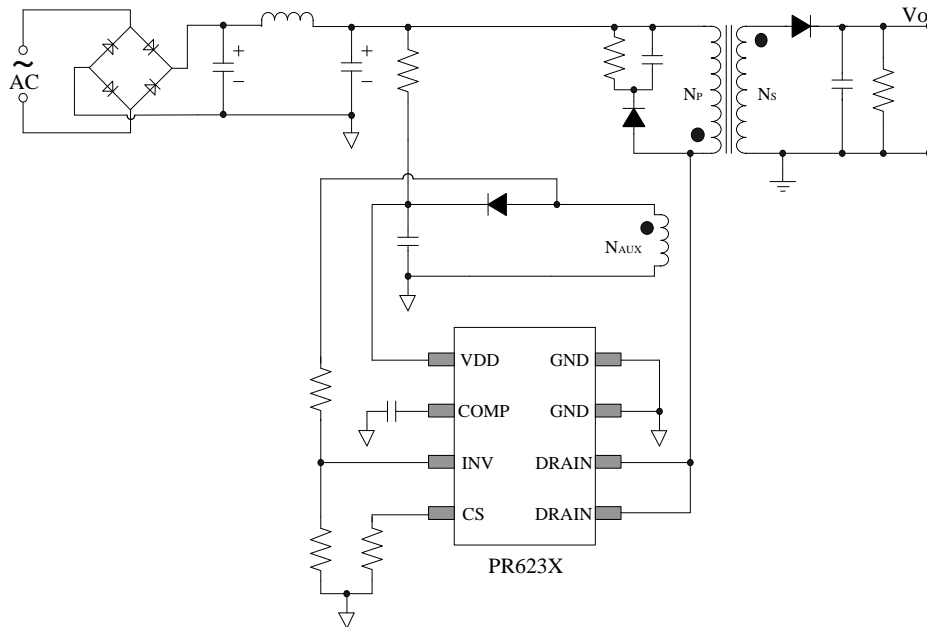 Vo
~
AC
+
−
+
−
NP
NS
NAUX
VDD
GND
COMP
GND
INV
DRAIN
CS
DRAIN
PR623X